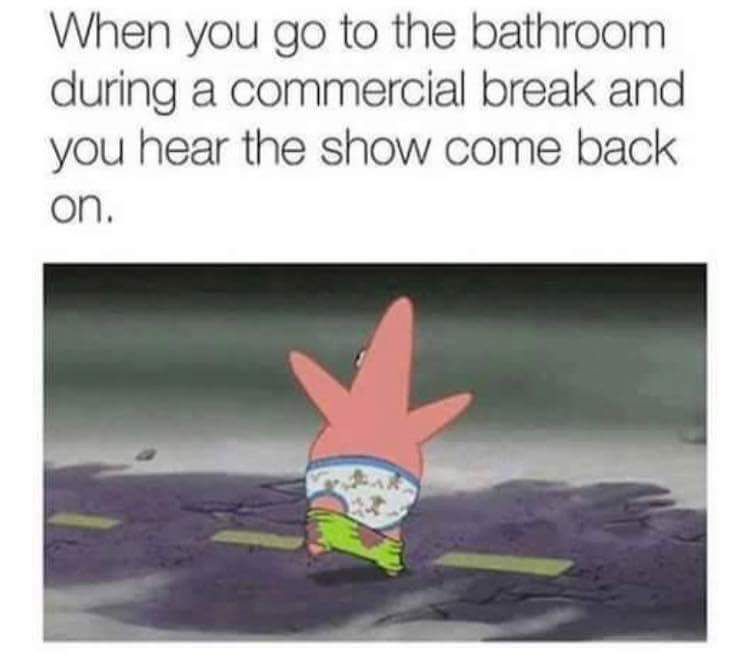 When you go to the bathroom
during a commercial break and
you hear the show come back
on.